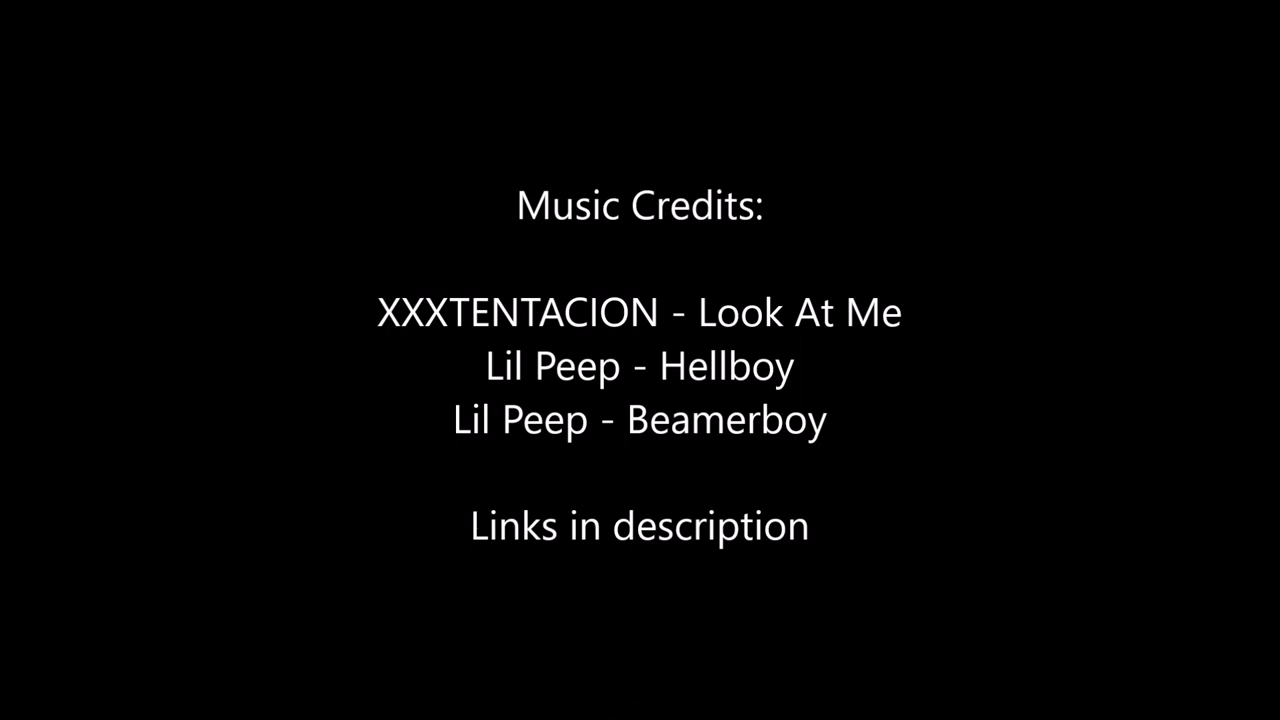 Music Credits:
XXXTENTACION - Look At Me
Lil Peep - Hellboy
Lil Peep - Beamerboy
Links in description